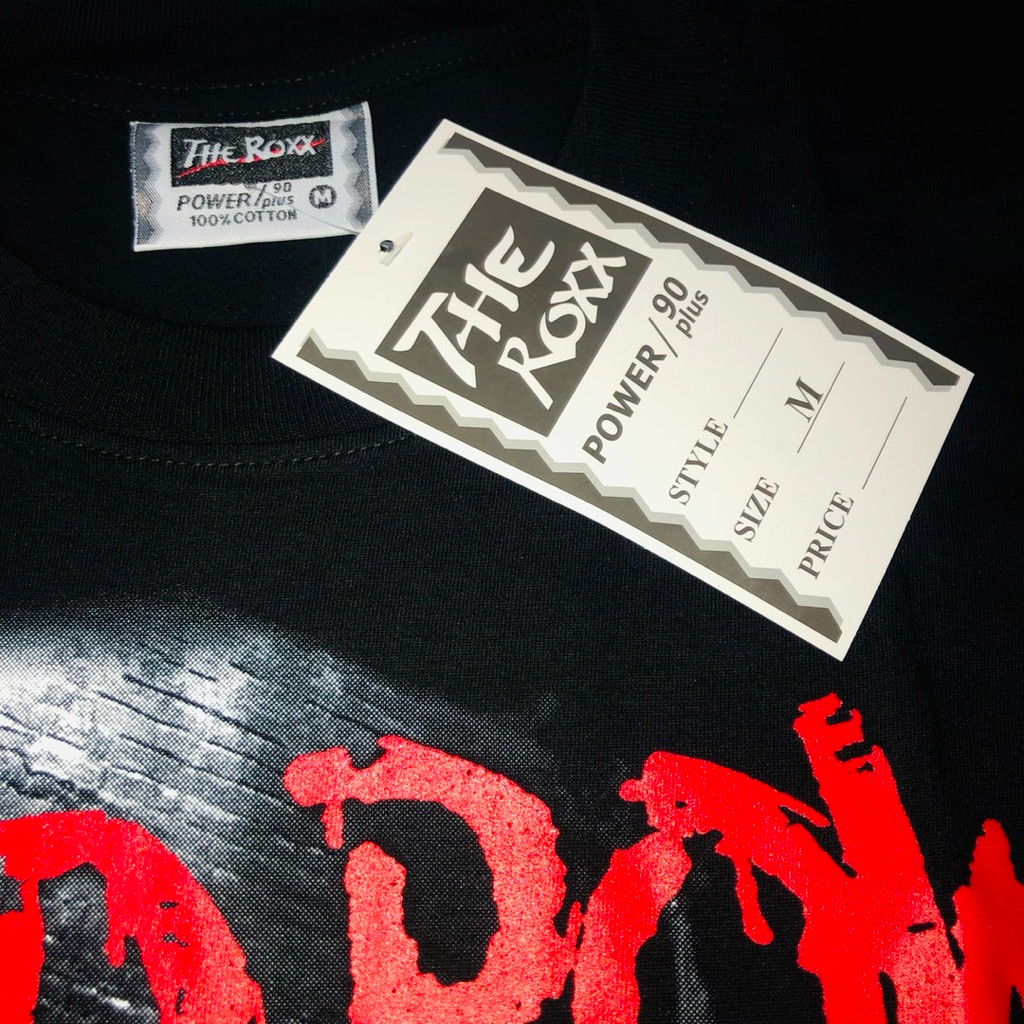 THE ROXX
POWER/90 plus M
100% COTTON
THE
ROXX
POWER/90 plus
STYLE
SIZE M
PRICE